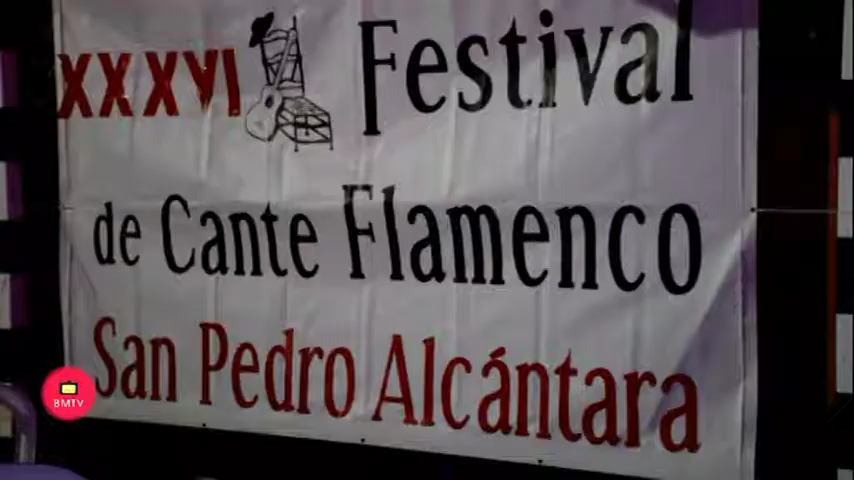 XXXVI Festival
de Cante Flamenco
San Pedro Alcántara
BMTV